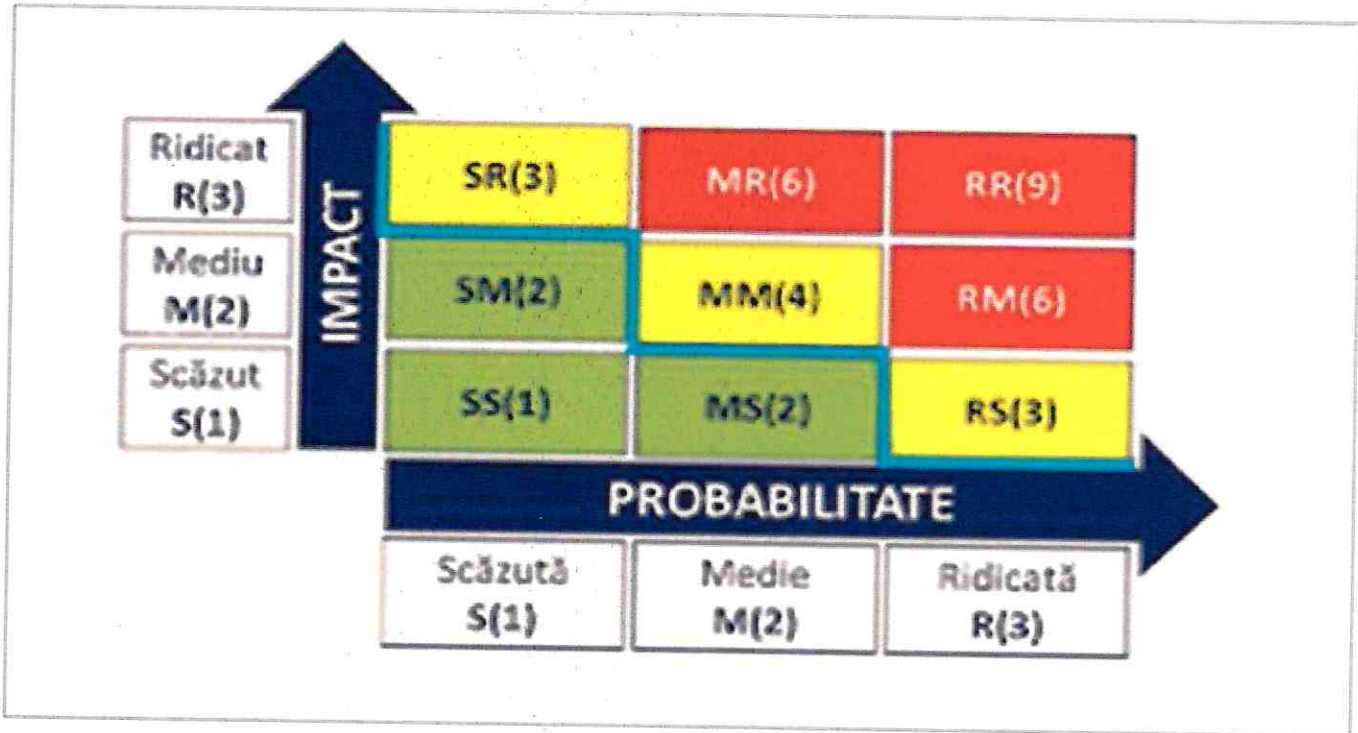 Ridicat
R(3)
IMPACT
SR(3)
MR(6)
RR(9)
Mediu
M(2)
SM(2)
MM(4)
RM(6)
Scăzut
S(1)
SS(1)
MS(2)
RS(3)
PROBABILITATE
Scăzută
S(1)
Medie
M(2)
Ridicată
R(3)